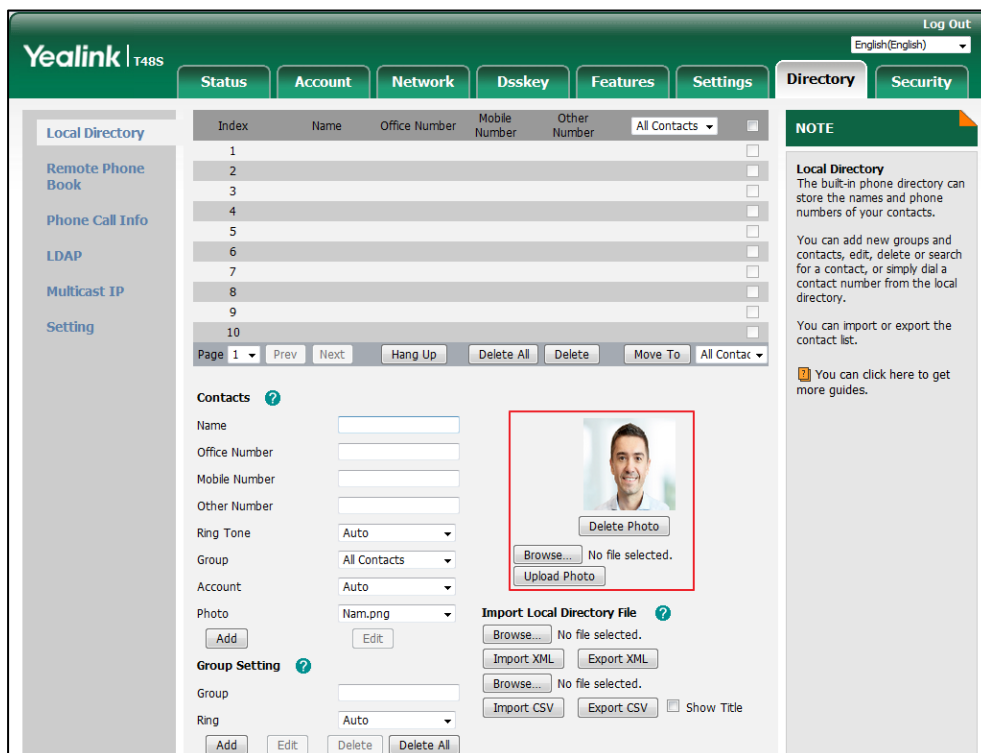 Log Out
English(English)
Yealink T48S
Status Account Network Dsskey Features Settings Directory Security
Local Directory
Remote Phone
Book
Phone Call Info
LDAP
Multicast IP
Setting
Index Name Office Number Mobile Number Other Number All Contacts
1
2
3
4
5
6
7
8
9
10
Page 1 Prev Next Hang Up Delete All Delete Move To All Contac
Contacts ?
Name
Office Number
Mobile Number
Other Number
Ring Tone Auto
Group All Contacts
Account Auto
Photo Nam.png
Add Edit
Delete Photo
Browse... No file selected.
Upload Photo
Import Local Directory File ?
Browse... No file selected.
Import XML Export XML
Browse... No file selected.
Import CSV Export CSV Show Title
Group Setting ?
Group
Ring Auto
Add Edit Delete Delete All
NOTE
Local Directory
The built-in phone directory can
store the names and phone
numbers of your contacts.
You can add new groups and
contacts, edit, delete or search
for a contact, or simply dial a
contact number from the local
directory.
You can import or export the
contact list.
? You can click here to get
more guides.